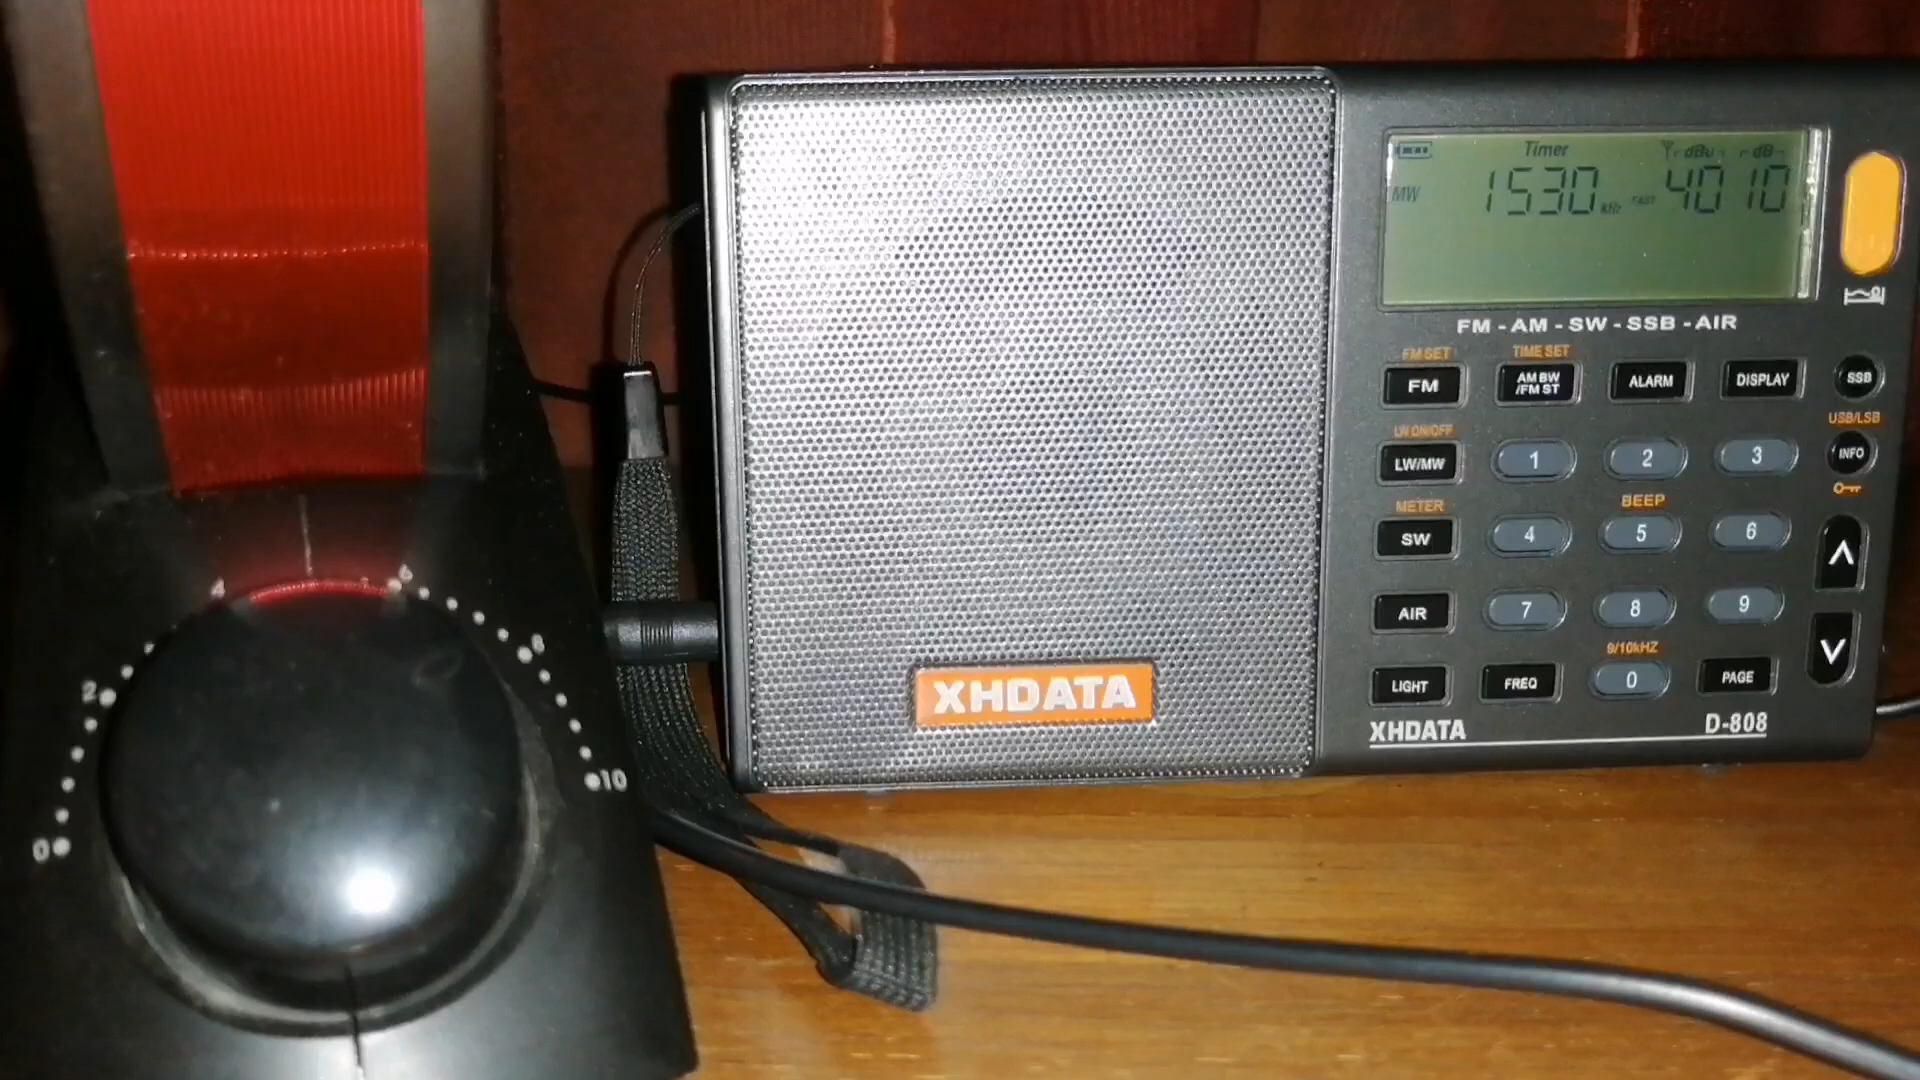 Timer
dBu
dB
MW
1530 kHz
FAST
40 10
FM - AM - SW - SSB - AIR
FM SET
TIME SET
FM
AM BW
/FM ST
ALARM
DISPLAY
SSB
USB/LSB
LW ON/OFF
LW/MW
1
2
3
INFO
METER
BEEP
SW
4
5
6
AIR
7
8
9
9/10kHZ
LIGHT
FREQ
0
PAGE
XHDATA
D-808
XHDATA
0
2
4
6
8
10